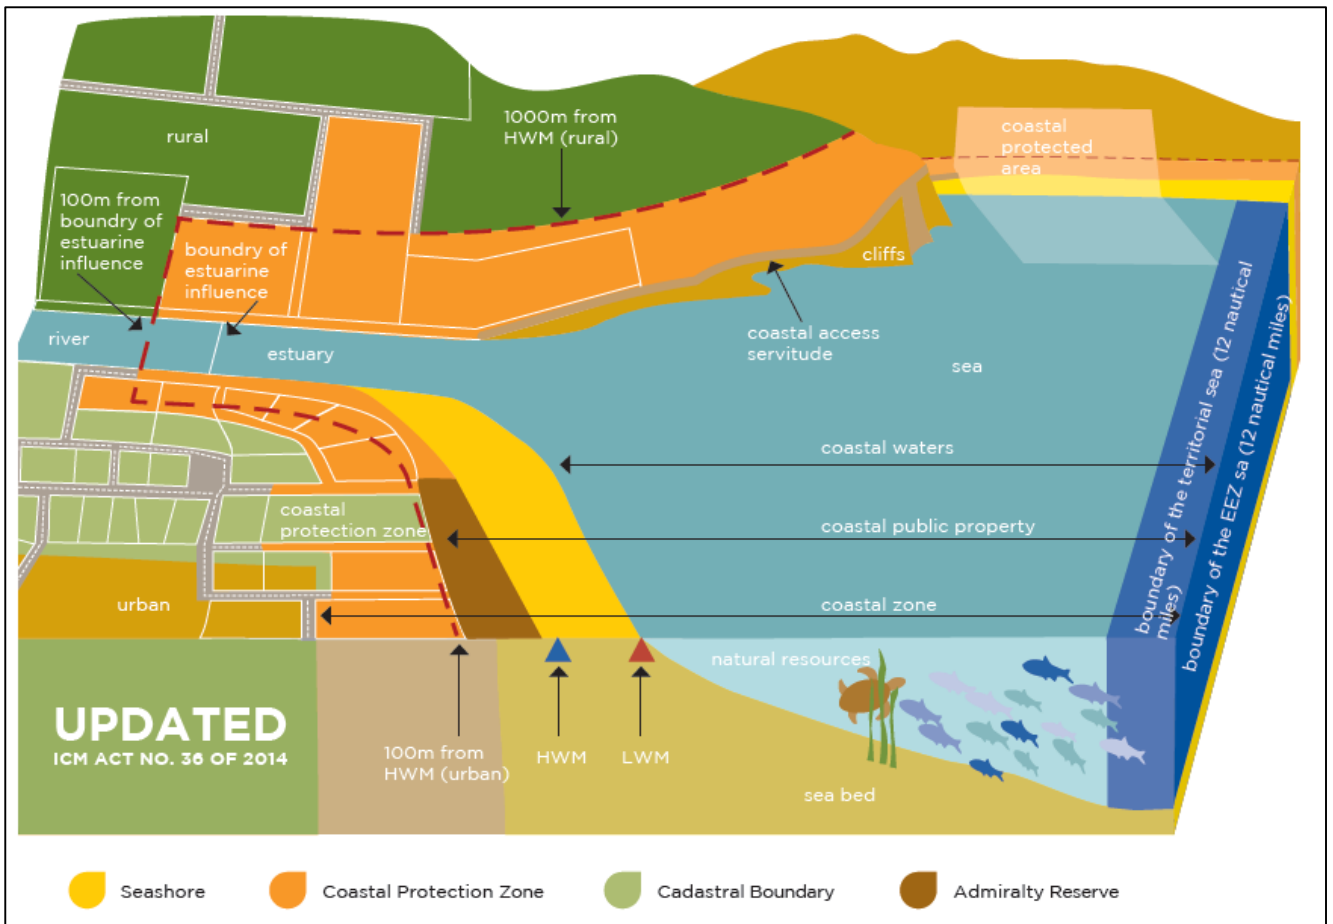 rural
1000m from
HWM (rural)
coastal
protected
area
100m from
boundry of
estuarine
influence
boundry of
estuarine
influence
cliffs
river
estuary
coastal access
servitude
sea
boundary of the territorial sea (12 nautical
miles)
boundary of the EEZ sa (12 nautical miles)
coastal waters
coastal
protection zone
coastal public property
urban
coastal zone
natural resources
UPDATED
ICM ACT NO. 36 OF 2014
100m from
HWM (urban)
HWM
LWM
sea bed
Seashore
Coastal Protection Zone
Cadastral Boundary
Admiralty Reserve